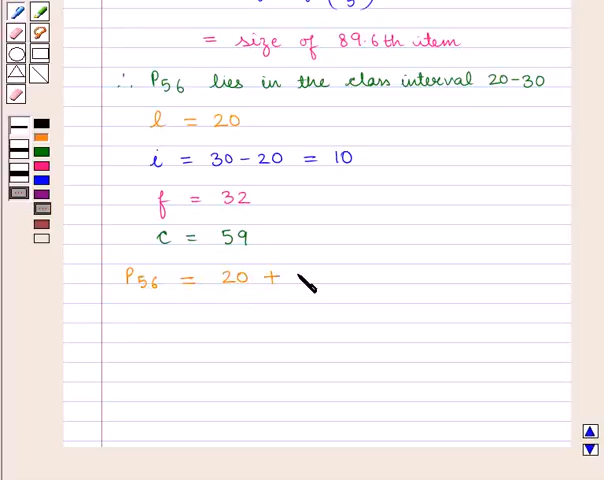 5
= size of 89.6th item
∴ P56 lies in the class interval 20-30
l = 20
i = 30 - 20 = 10
f = 32
c = 59
P56 = 20 +